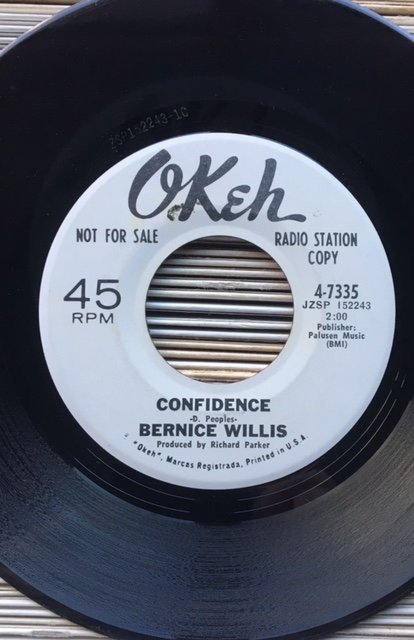 OKeh
NOT FOR SALE
RADIO STATION
COPY
45
RPM
4-7335
JZSP 152243
2:00
Publisher:
Palusen Music
(BMI)
CONFIDENCE
-D. Peoples-
BERNICE WILLIS
Produced by Richard Parker
"Okeh", Marcas Registrada, Printed in U.S.A.